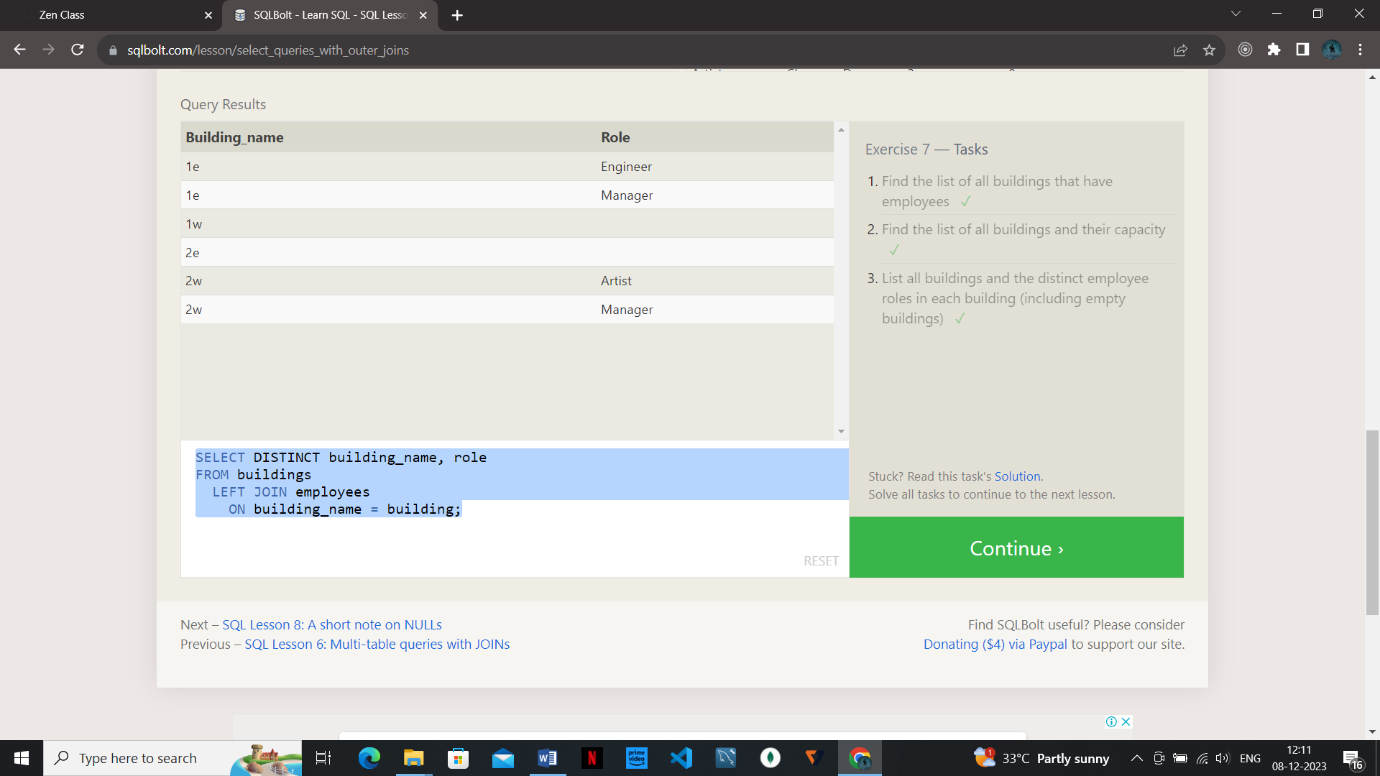 Zen Class
SQLBolt - Learn SQL - SQL Lesso
sqlbolt.com/lesson/select_queries_with_outer_joins
Query Results
Building_name Role
1e Engineer
1e Manager
1w
2e
2w Artist
2w Manager
Exercise 7 — Tasks
1. Find the list of all buildings that have
employees ✓
2. Find the list of all buildings and their capacity
✓
3. List all buildings and the distinct employee
roles in each building (including empty
buildings) ✓
Stuck? Read this task's Solution.
Solve all tasks to continue to the next lesson.
Continue ›
SELECT DISTINCT building_name, role
FROM buildings
LEFT JOIN employees
ON building_name = building;
RESET
Next – SQL Lesson 8: A short note on NULLs
Previous – SQL Lesson 6: Multi-table queries with JOINs
Find SQLBolt useful? Please consider
Donating ($4) via Paypal to support our site.
Type here to search
prime video
1
33°C Partly sunny
ENG
12:11
08-12-2023
16